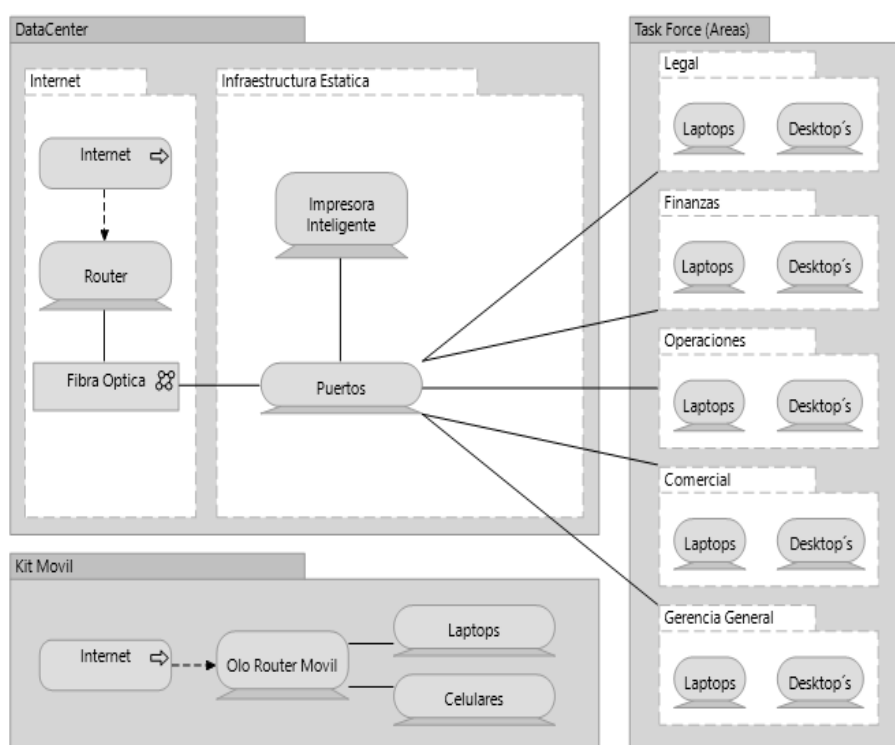 DataCenter
Internet
Internet
Router
Fibra Optica
Infraestructura Estatica
Impresora
Inteligente
Puertos
Task Force (Areas)
Legal
Laptops
Desktop´s
Finanzas
Laptops
Desktop´s
Operaciones
Laptops
Desktop´s
Comercial
Laptops
Desktop´s
Gerencia General
Laptops
Desktop´s
Kit Movil
Internet
Olo Router Movil
Laptops
Celulares